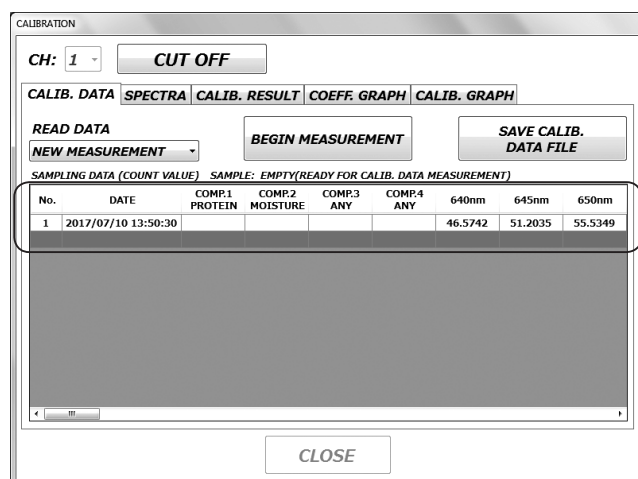 CALIBRATION
CH: 1 CUT OFF
CALIB. DATA SPECTRA CALIB. RESULT COEFF. GRAPH CALIB. GRAPH
READ DATA
NEW MEASUREMENT BEGIN MEASUREMENT SAVE CALIB. DATA FILE
SAMPLING DATA (COUNT VALUE) SAMPLE: EMPTY(READY FOR CALIB. DATA MEASUREMENT)
No. DATE COMP.1 PROTEIN COMP.2 MOISTURE COMP.3 ANY COMP.4 ANY 640nm 645nm 650nm
1 2017/07/10 13:50:30 46.5742 51.2035 55.5349
CLOSE